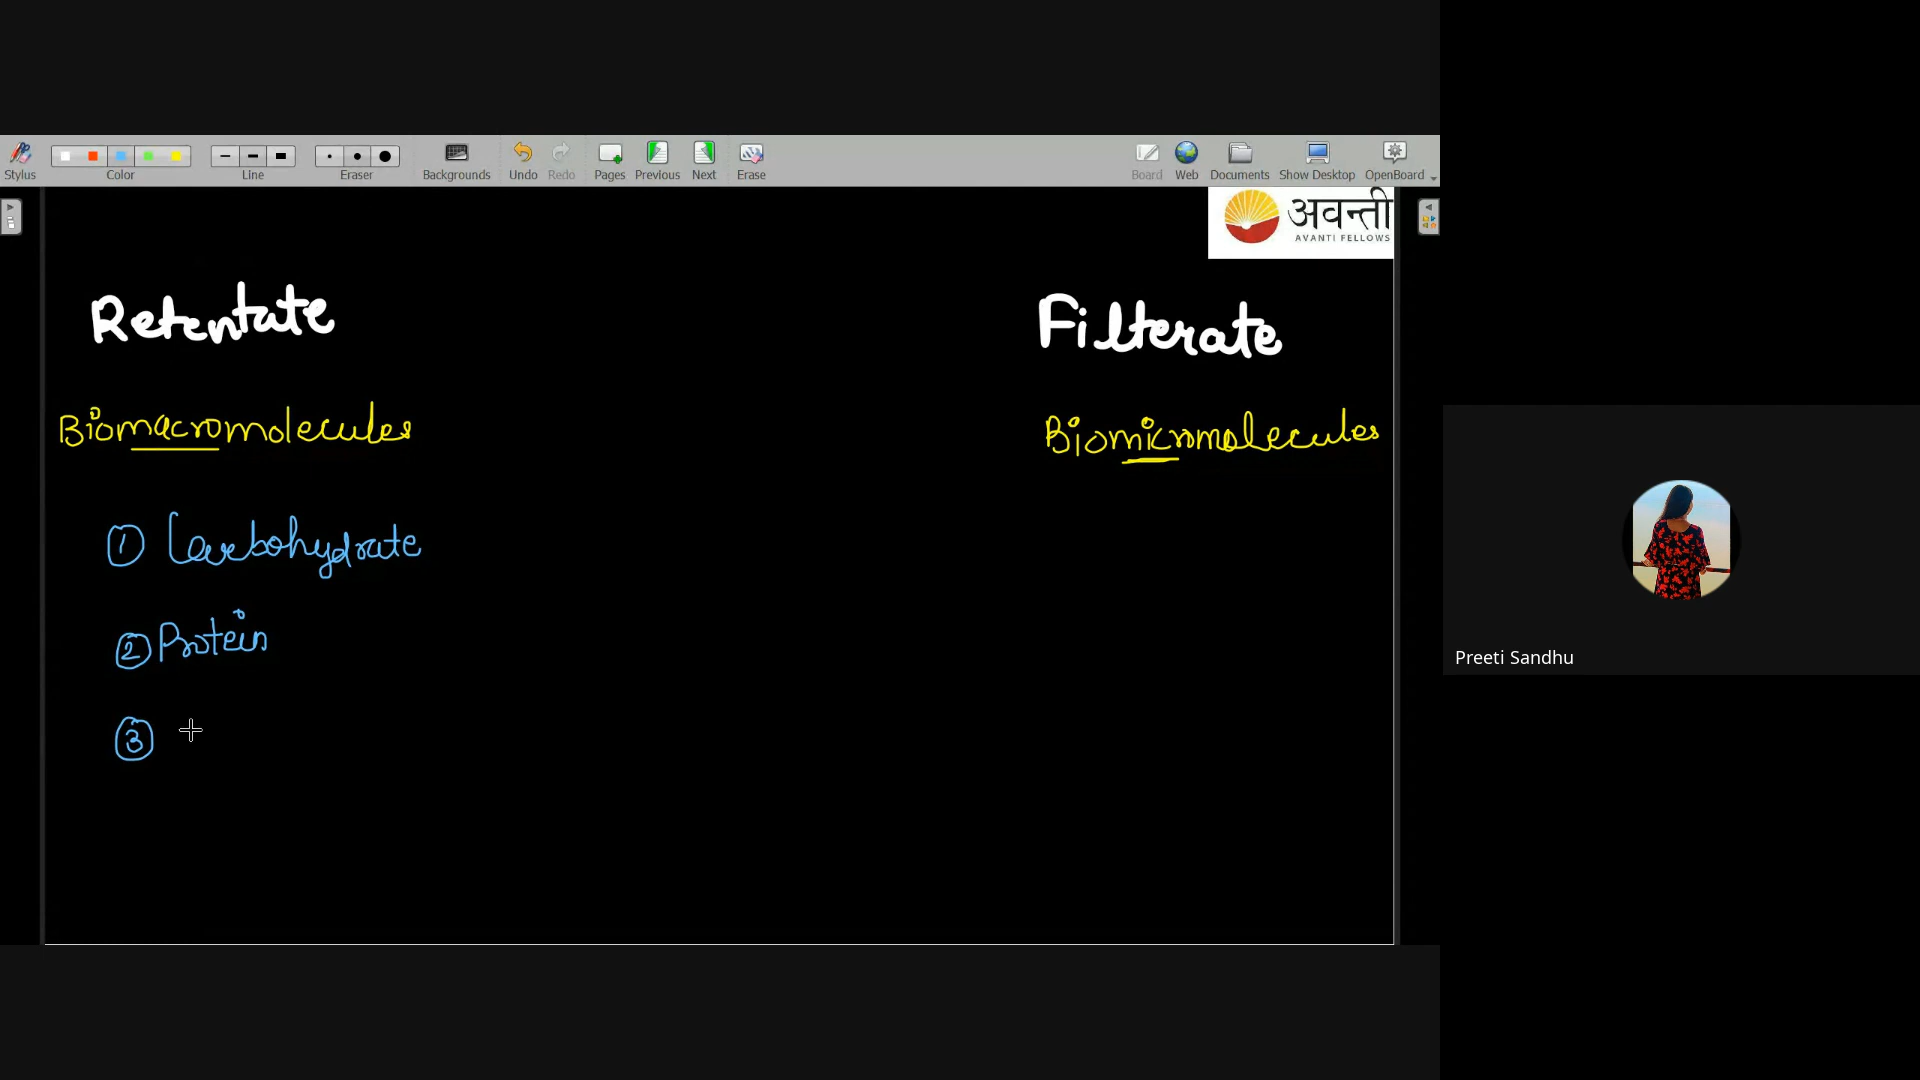 Stylus
Color
Line
Eraser
Backgrounds
Undo
Redo
Pages
Previous
Next
Erase
Board
Web
Documents
Show Desktop
OpenBoard
अवन्ती
AVANTI FELLOWS
Retentate
Filterate
Biomacromolecules
Biomicromolecules
① Carbohydrate
② Protein
③
Preeti Sandhu